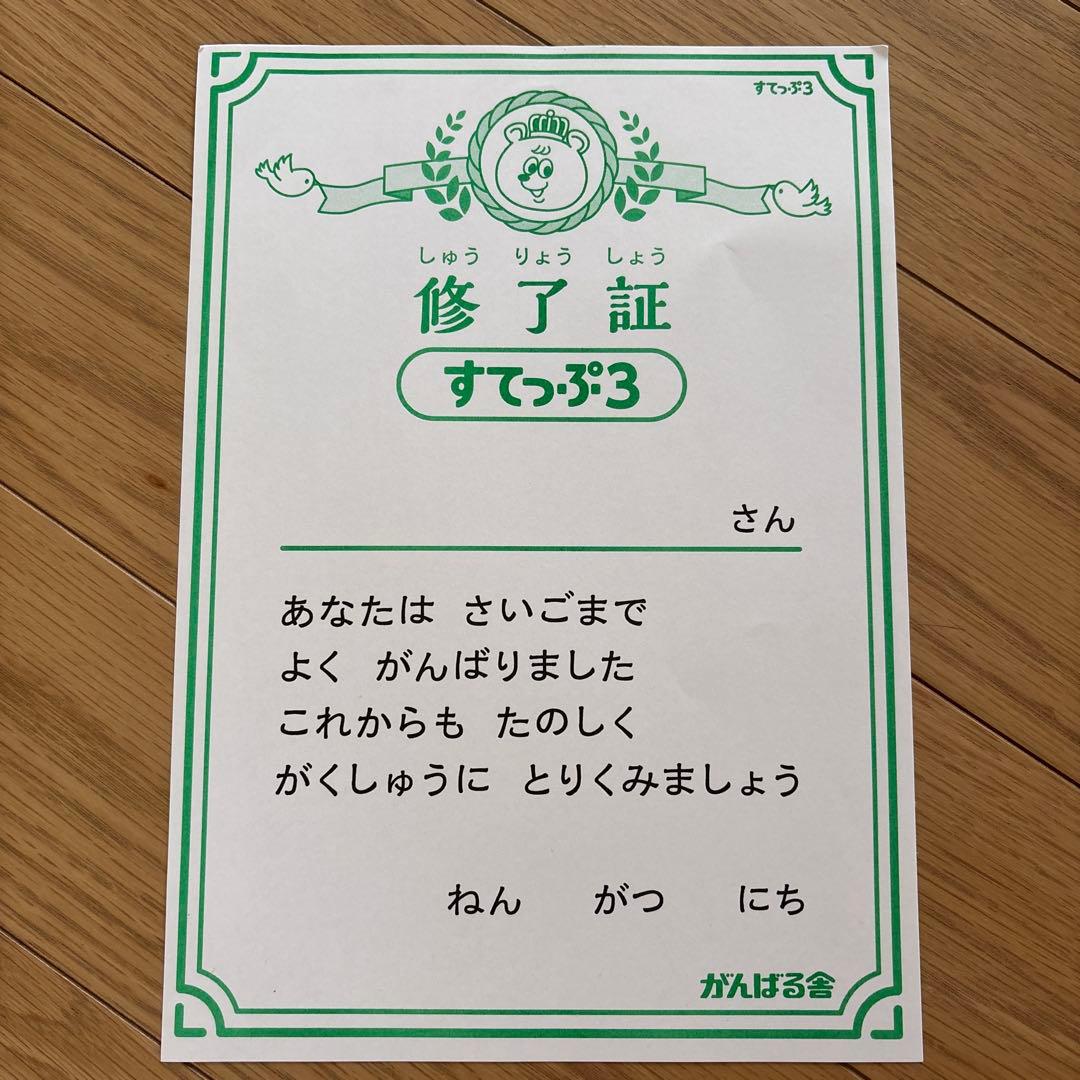 すてっぷ3
しゅう りょう しょう
修了証
すてっぷ3
さん
あなたは さいごまで
よく がんばりました
これからも たのしく
がくしゅうに とりくみましょう
ねん がつ にち
がんばる舎